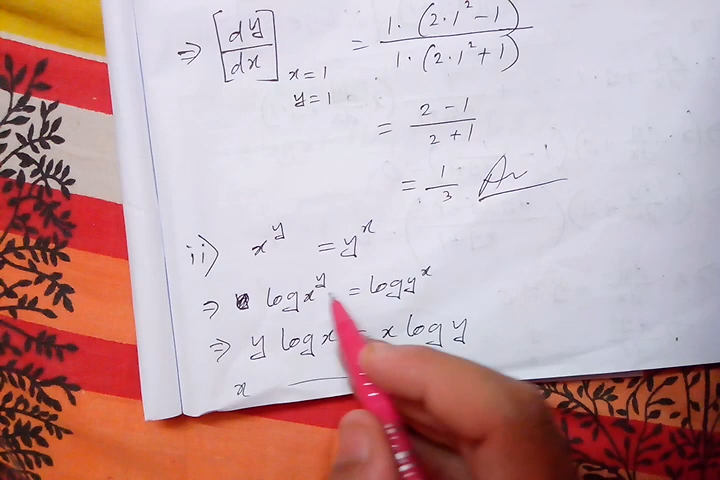 ⇒ [dy/dx] x=1 y=1 = 1·(2·1²-1) / 1·(2·1²+1)
= 2-1 / 2+1
= 1/3
ii) x^y = y^x
⇒ log x^y = log y^x
⇒ y log x = x log y
x